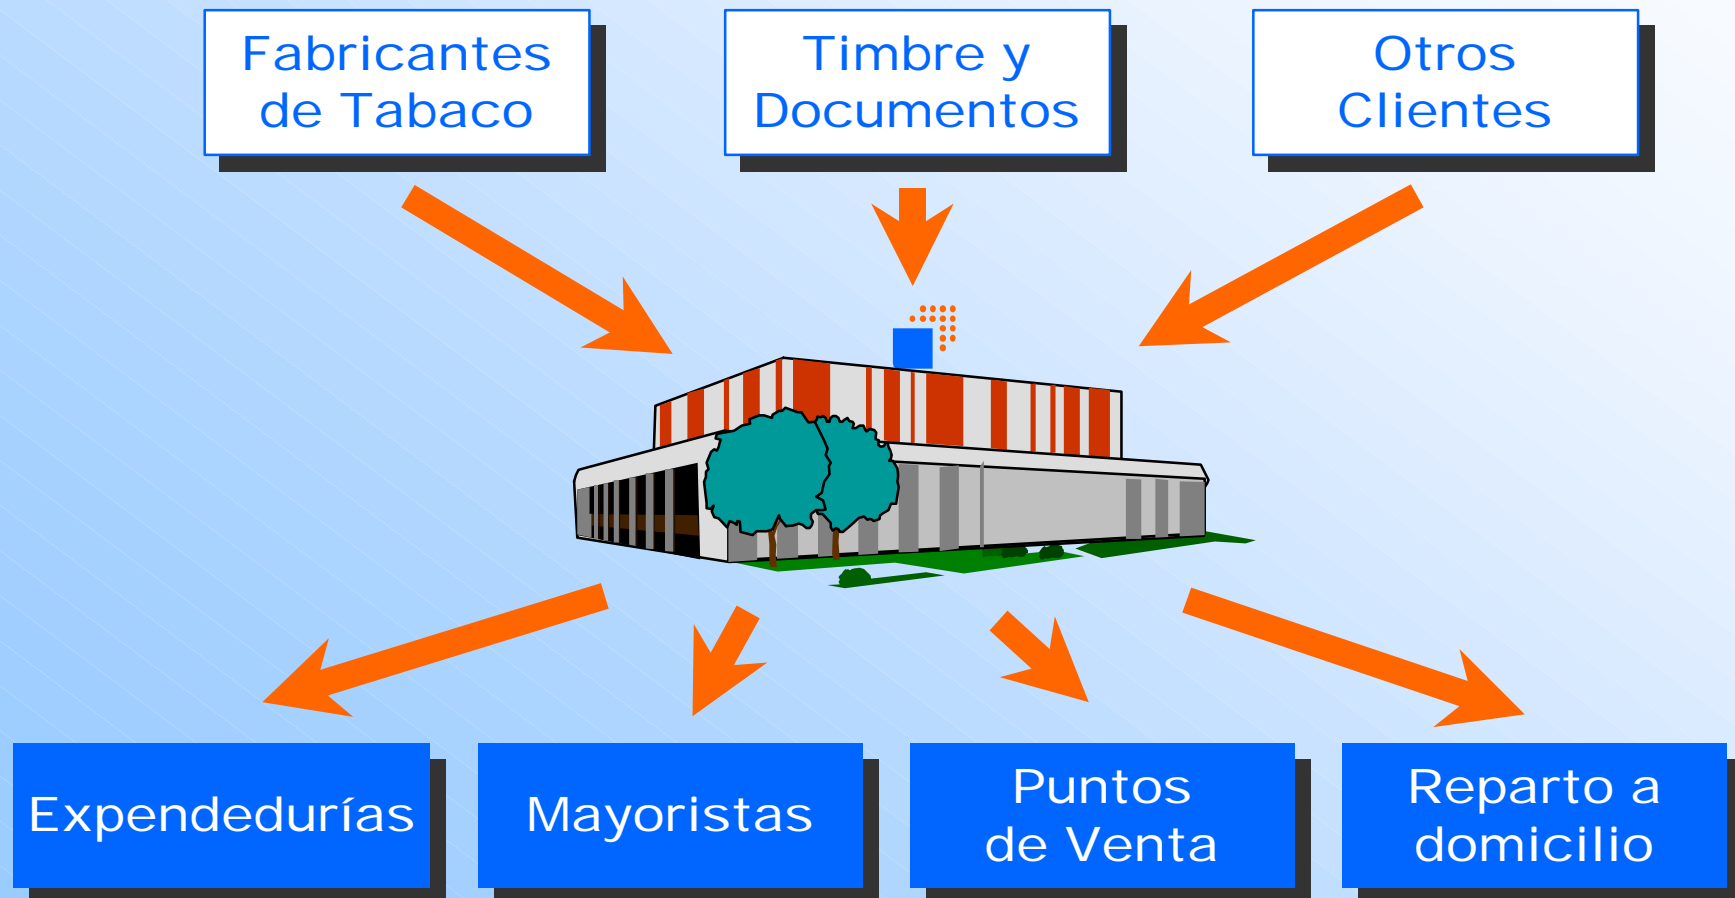 Fabricantes
de Tabaco
Timbre y
Documentos
Otros
Clientes
Expendedurías
Mayoristas
Puntos
de Venta
Reparto a
domicilio